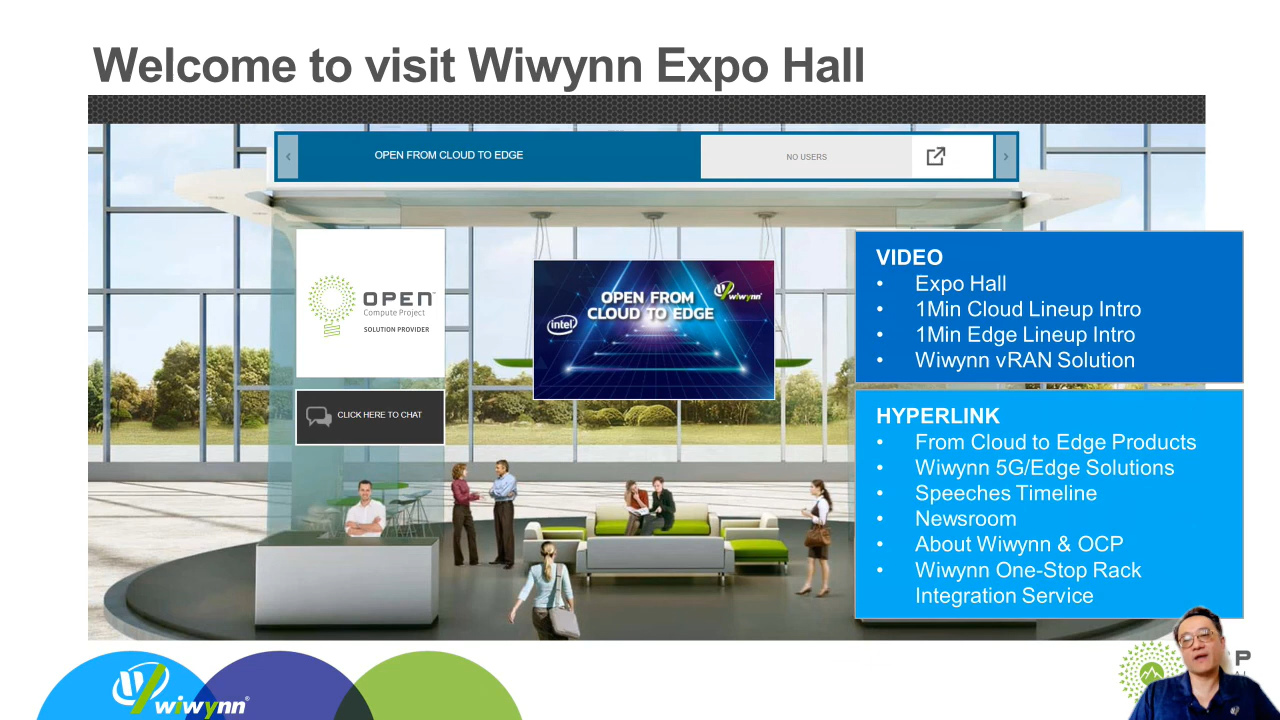 Welcome to visit Wiwynn Expo Hall
OPEN FROM CLOUD TO EDGE
NO USERS
OPEN
Compute Project
SOLUTION PROVIDER
CLICK HERE TO CHAT
OPEN FROM
CLOUD TO EDGE
wiwynn
intel
VIDEO
• Expo Hall
• 1Min Cloud Lineup Intro
• 1Min Edge Lineup Intro
• Wiwynn vRAN Solution
HYPERLINK
• From Cloud to Edge Products
• Wiwynn 5G/Edge Solutions
• Speeches Timeline
• Newsroom
• About Wiwynn & OCP
• Wiwynn One-Stop Rack
Integration Service
wiwynn®
P